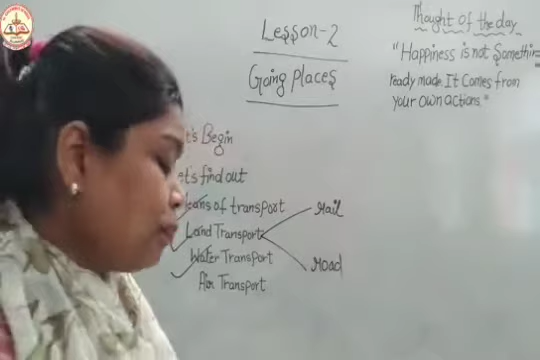 Lesson-2
Going places
Thought of the day
"Happiness is not Somethin
ready made. It Comes from
your own actions."
t's Begin
et's find out
eans of transport
Land Transport
Rail
Road
Water Transport
Air Transport